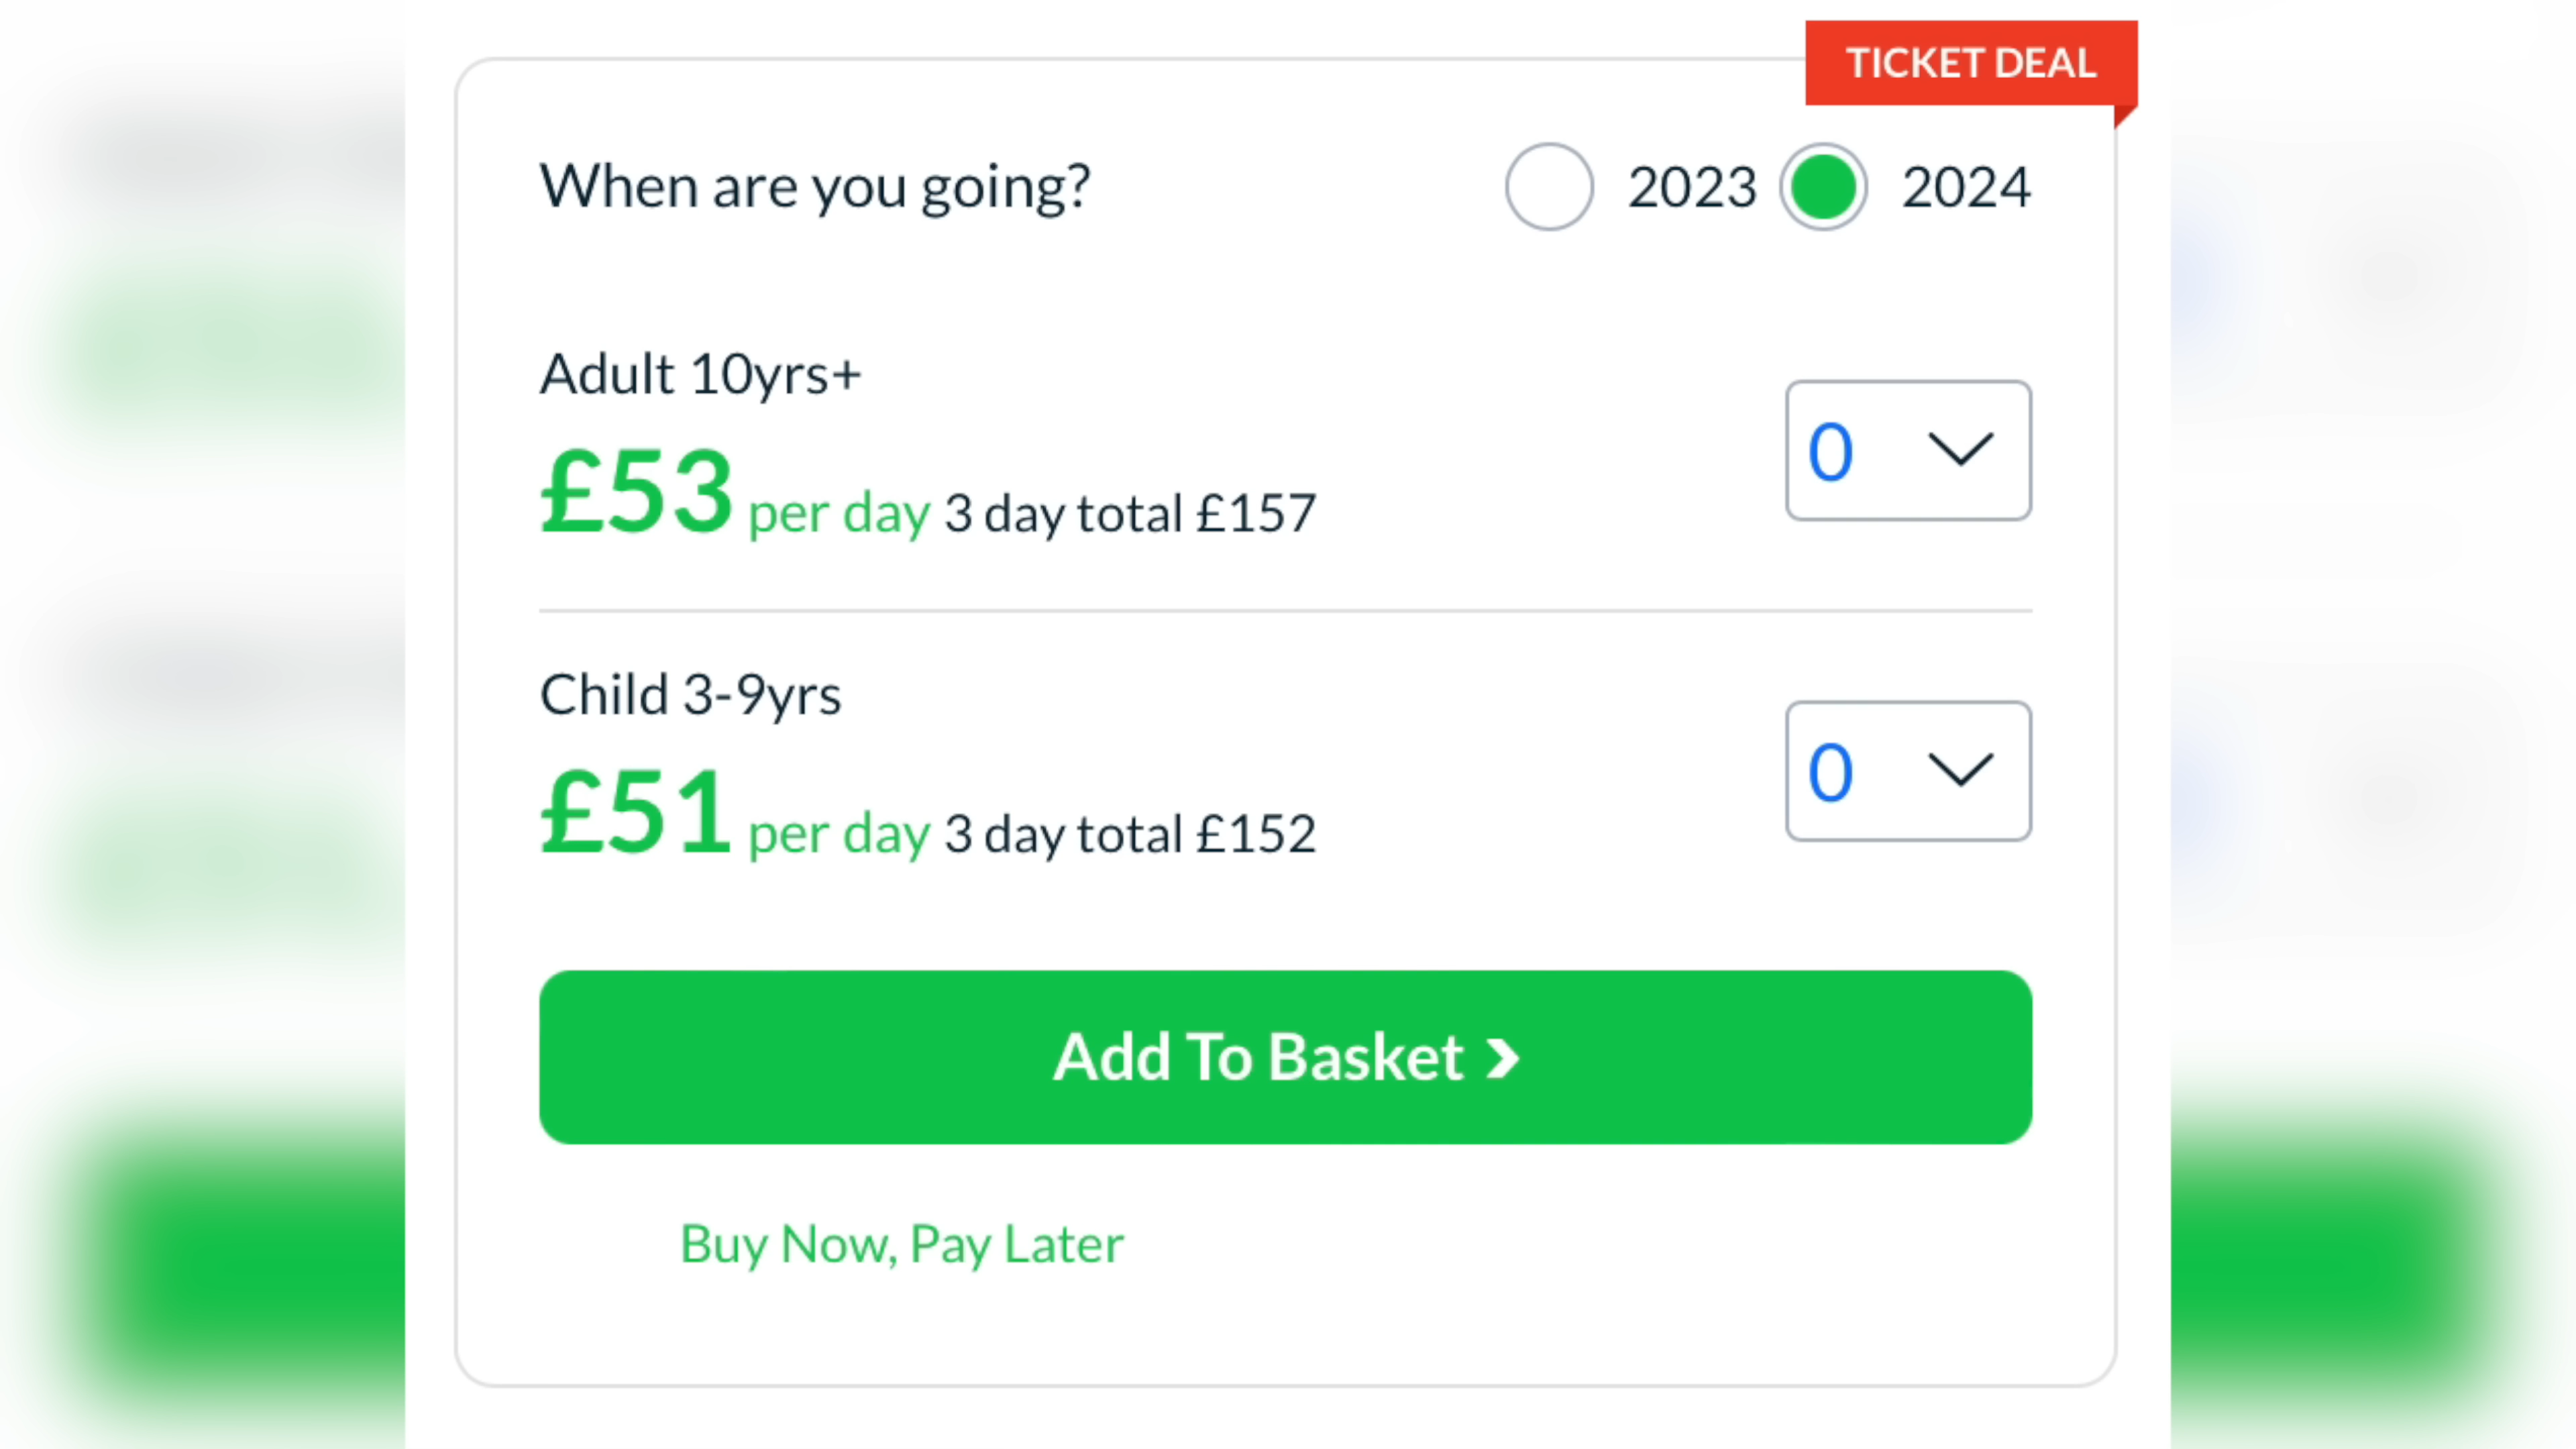 TICKET DEAL
When are you going? 2023 2024
Adult 10yrs+
£53 per day 3 day total £157
0
Child 3-9yrs
£51 per day 3 day total £152
0
Add To Basket ›
Buy Now, Pay Later